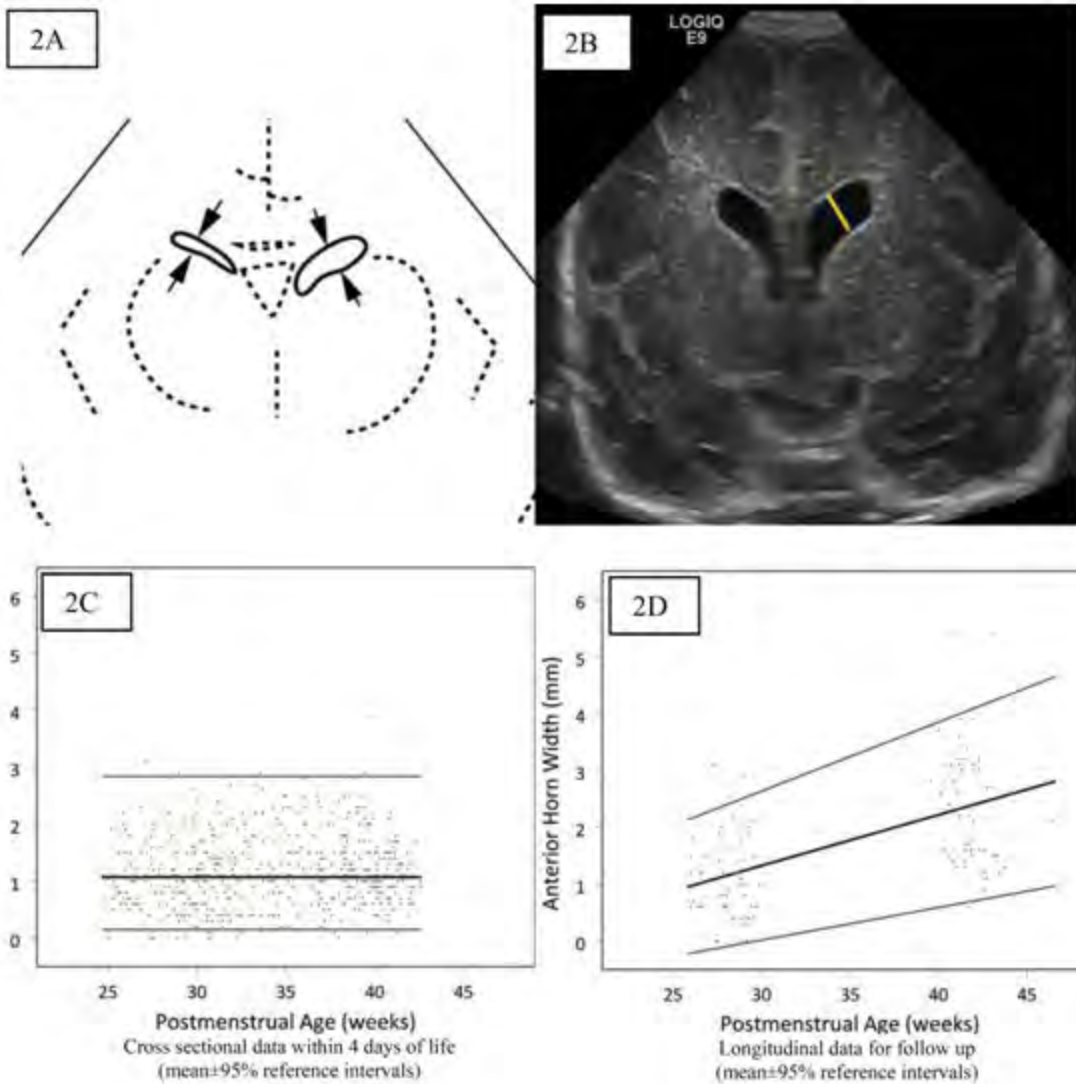 2A
2B
LOGIQ
E9
2C
6
5
4
3
2
1
0
25 30 35 40 45
Postmenstrual Age (weeks)
Cross sectional data within 4 days of life
(mean±95% reference intervals)
2D
Anterior Horn Width (mm)
6
5
4
3
2
1
0
25 30 35 40 45
Postmenstrual Age (weeks)
Longitudinal data for follow up
(mean±95% reference intervals)